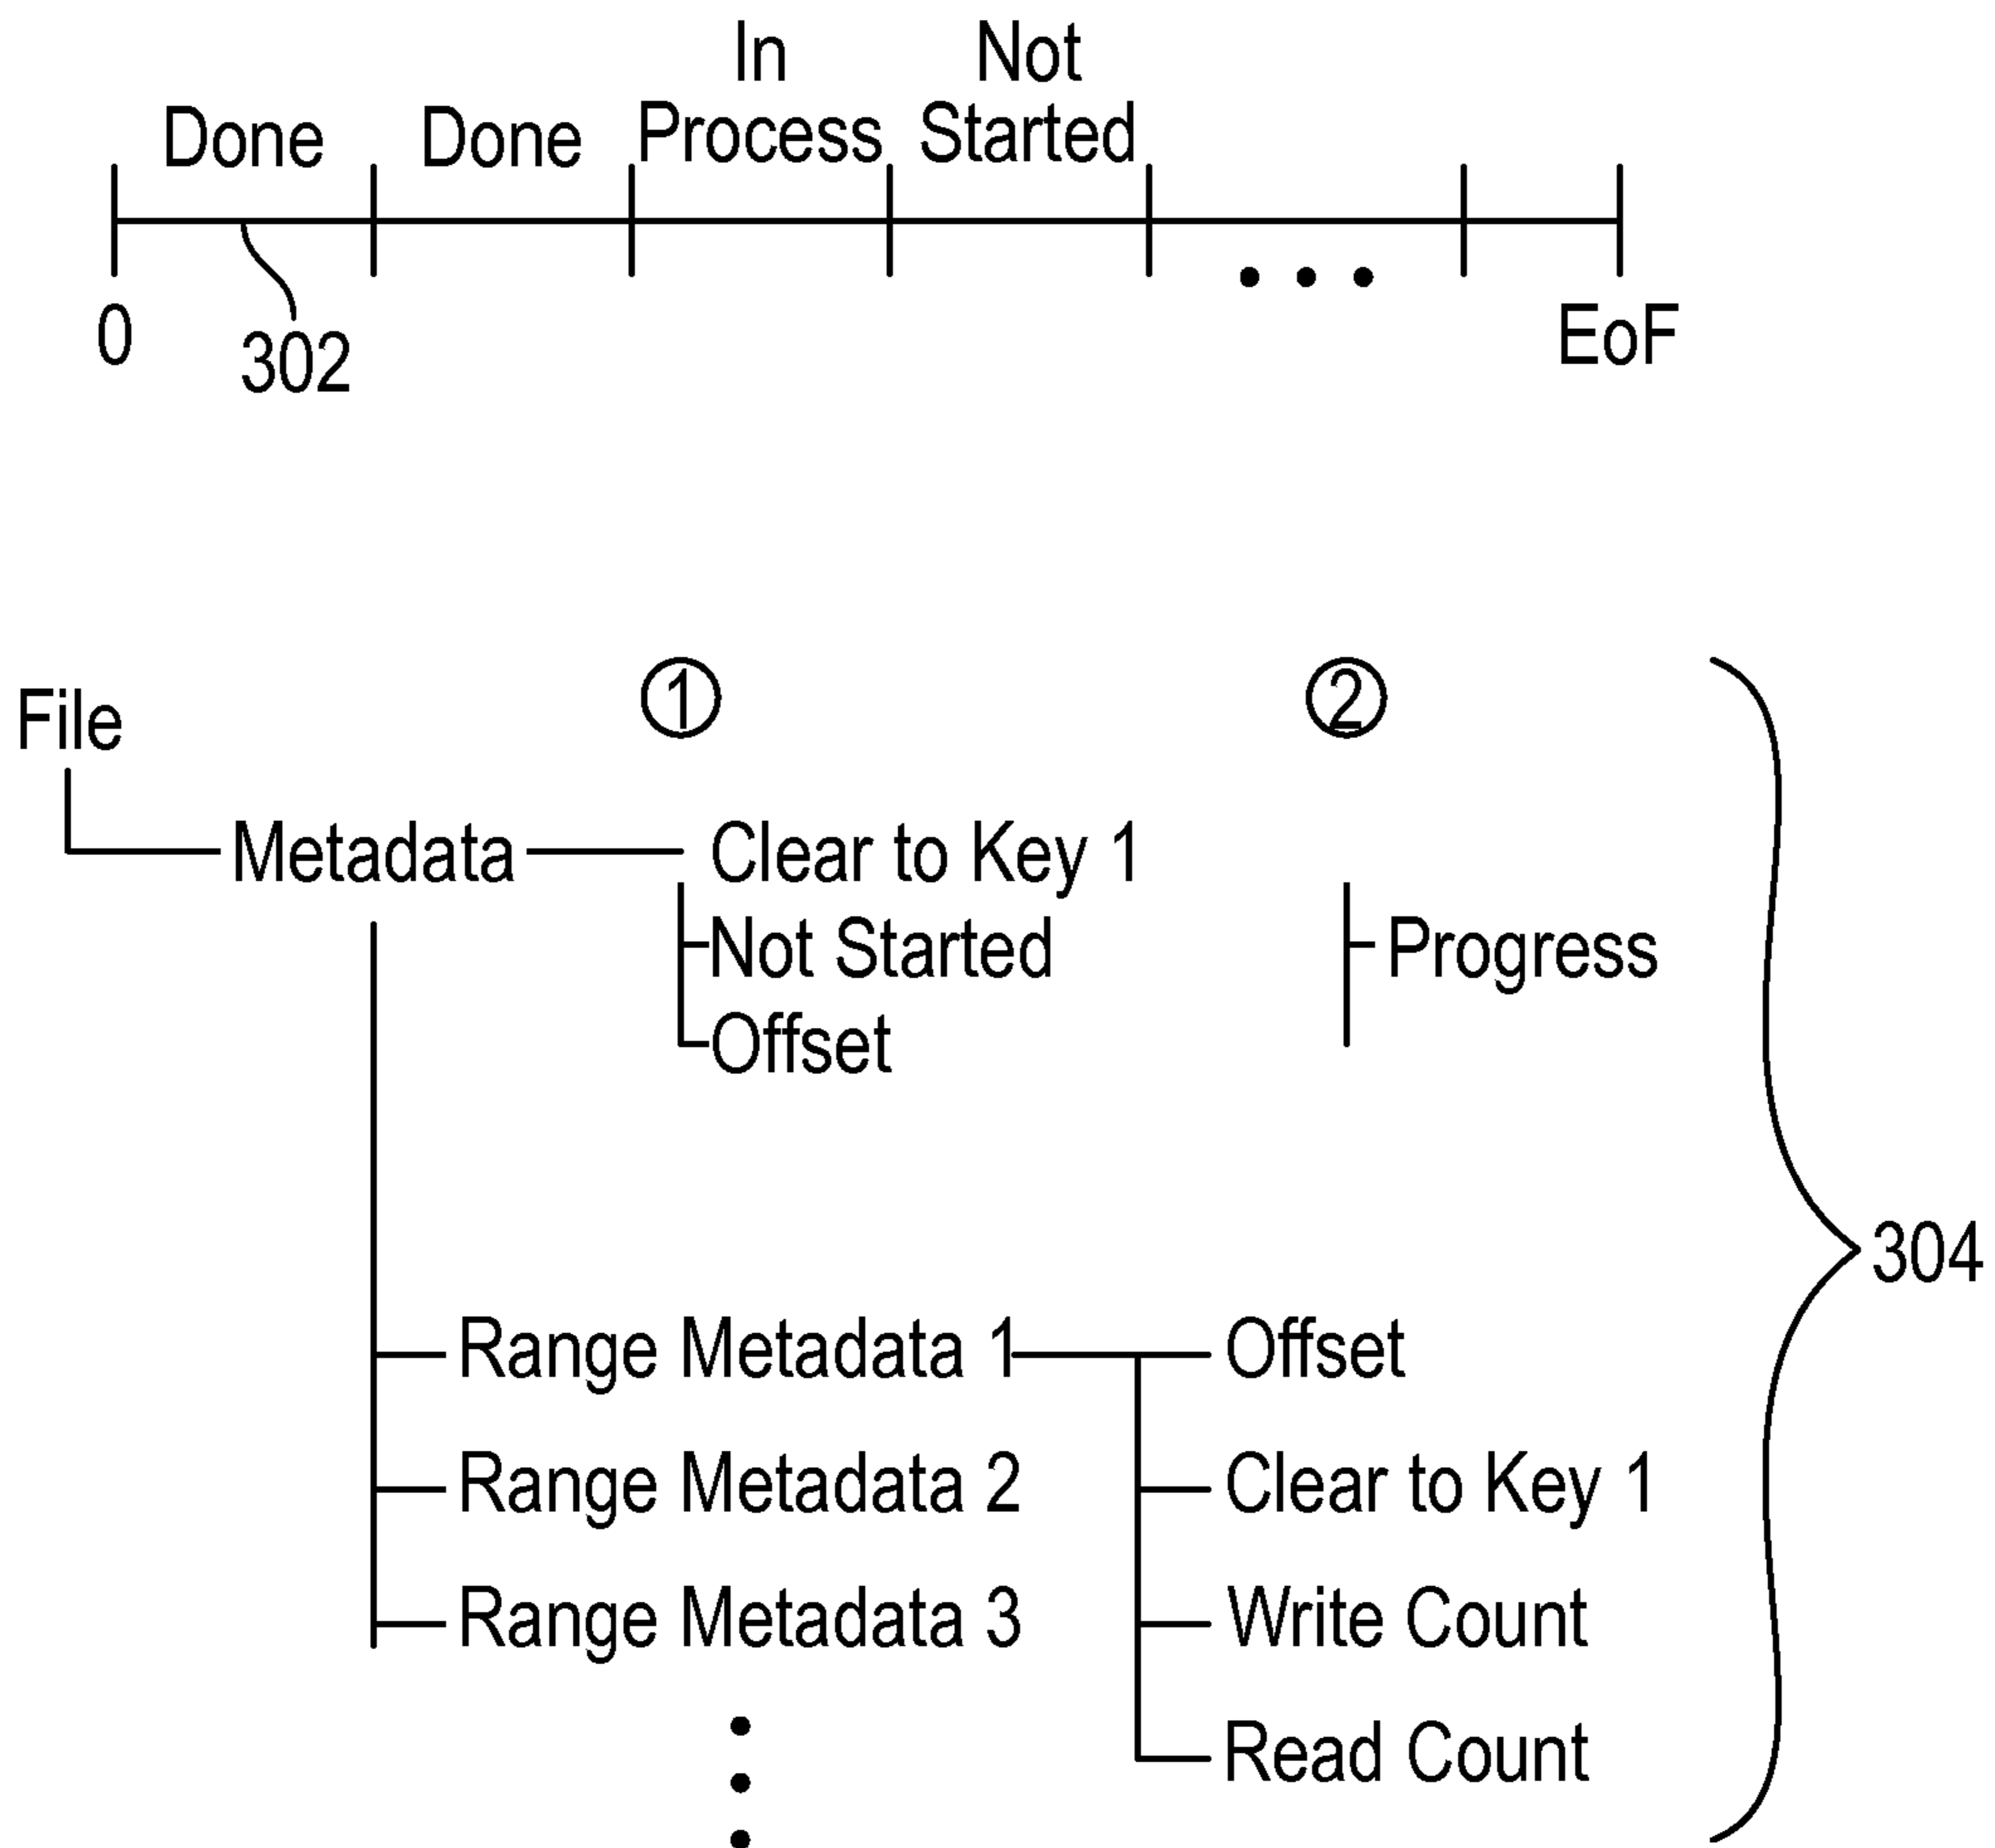 In Not
Done Done Process Started
0 302 EoF
File 1 2
Metadata Clear to Key 1
Not Started Progress
Offset
304
Range Metadata 1 Offset
Range Metadata 2 Clear to Key 1
Range Metadata 3 Write Count
Read Count